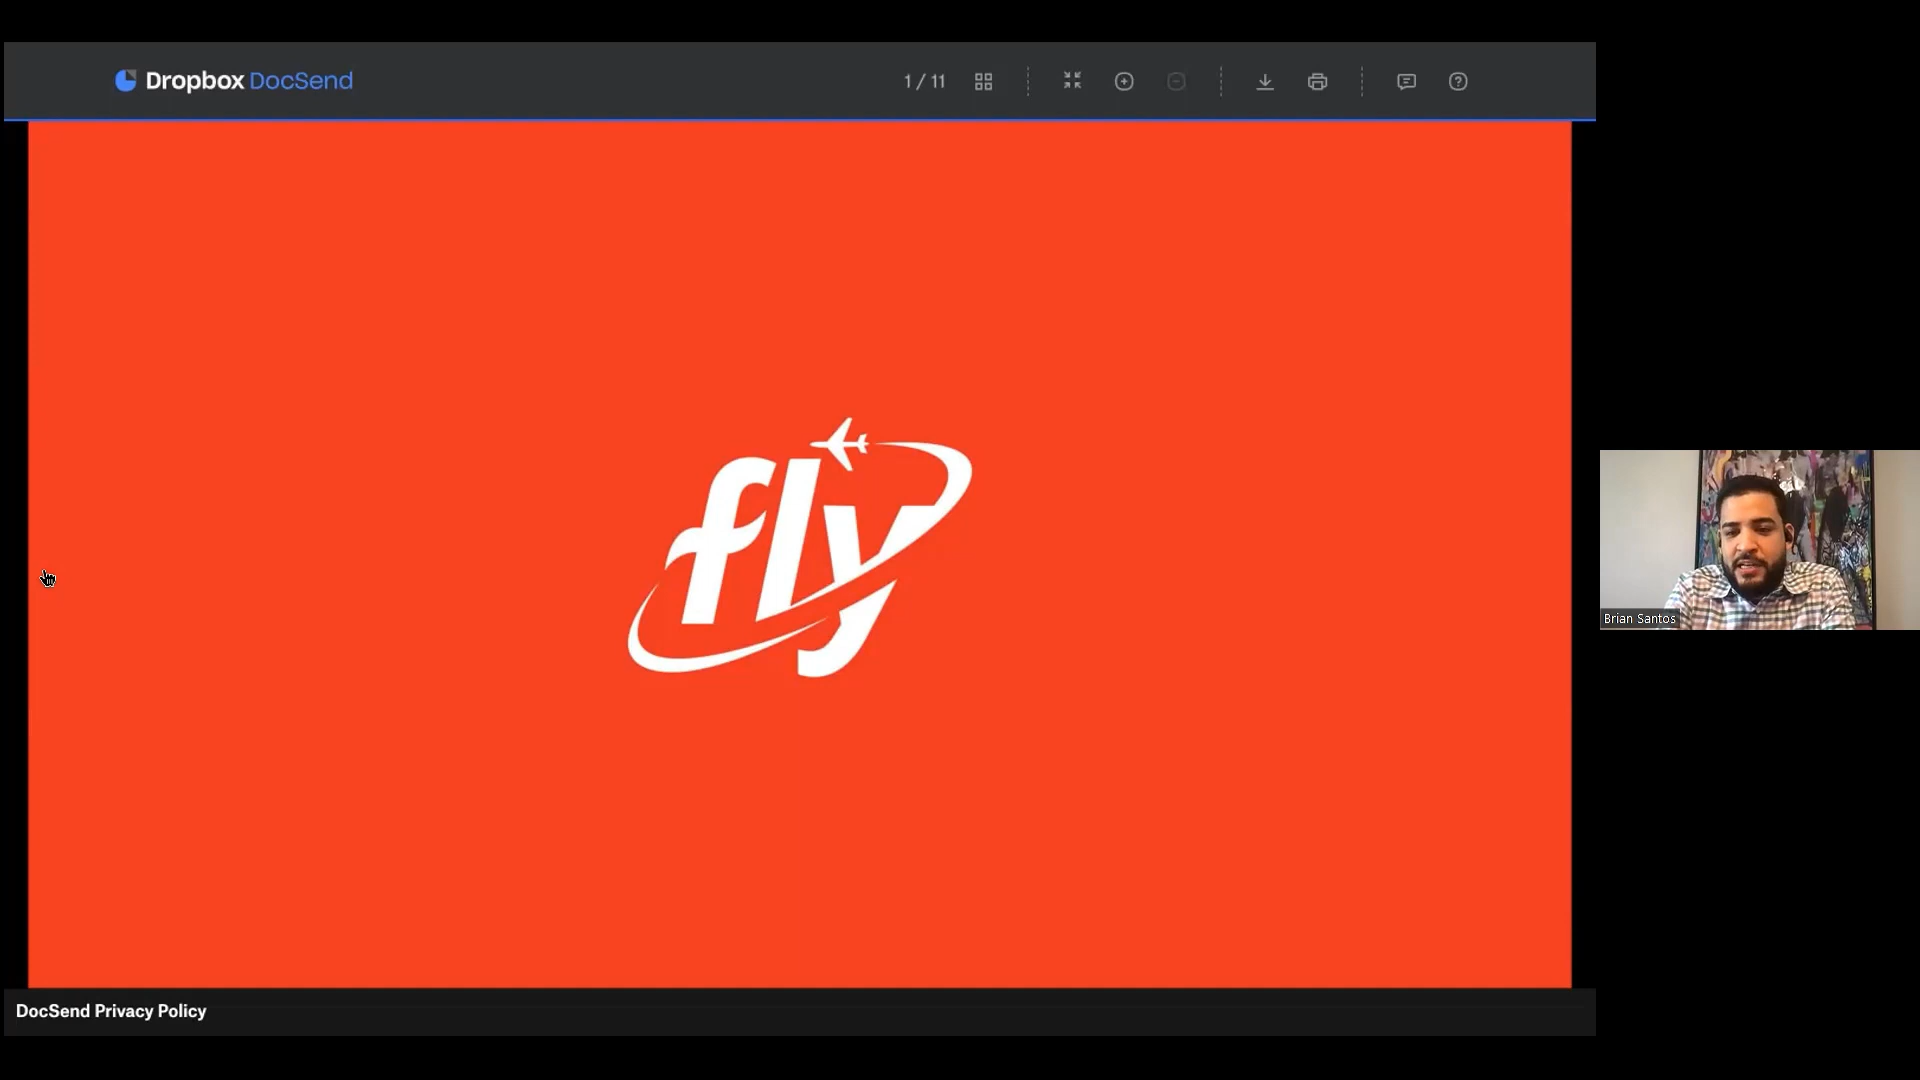 Dropbox DocSend
1 / 11
fly
Brian Santos
DocSend Privacy Policy